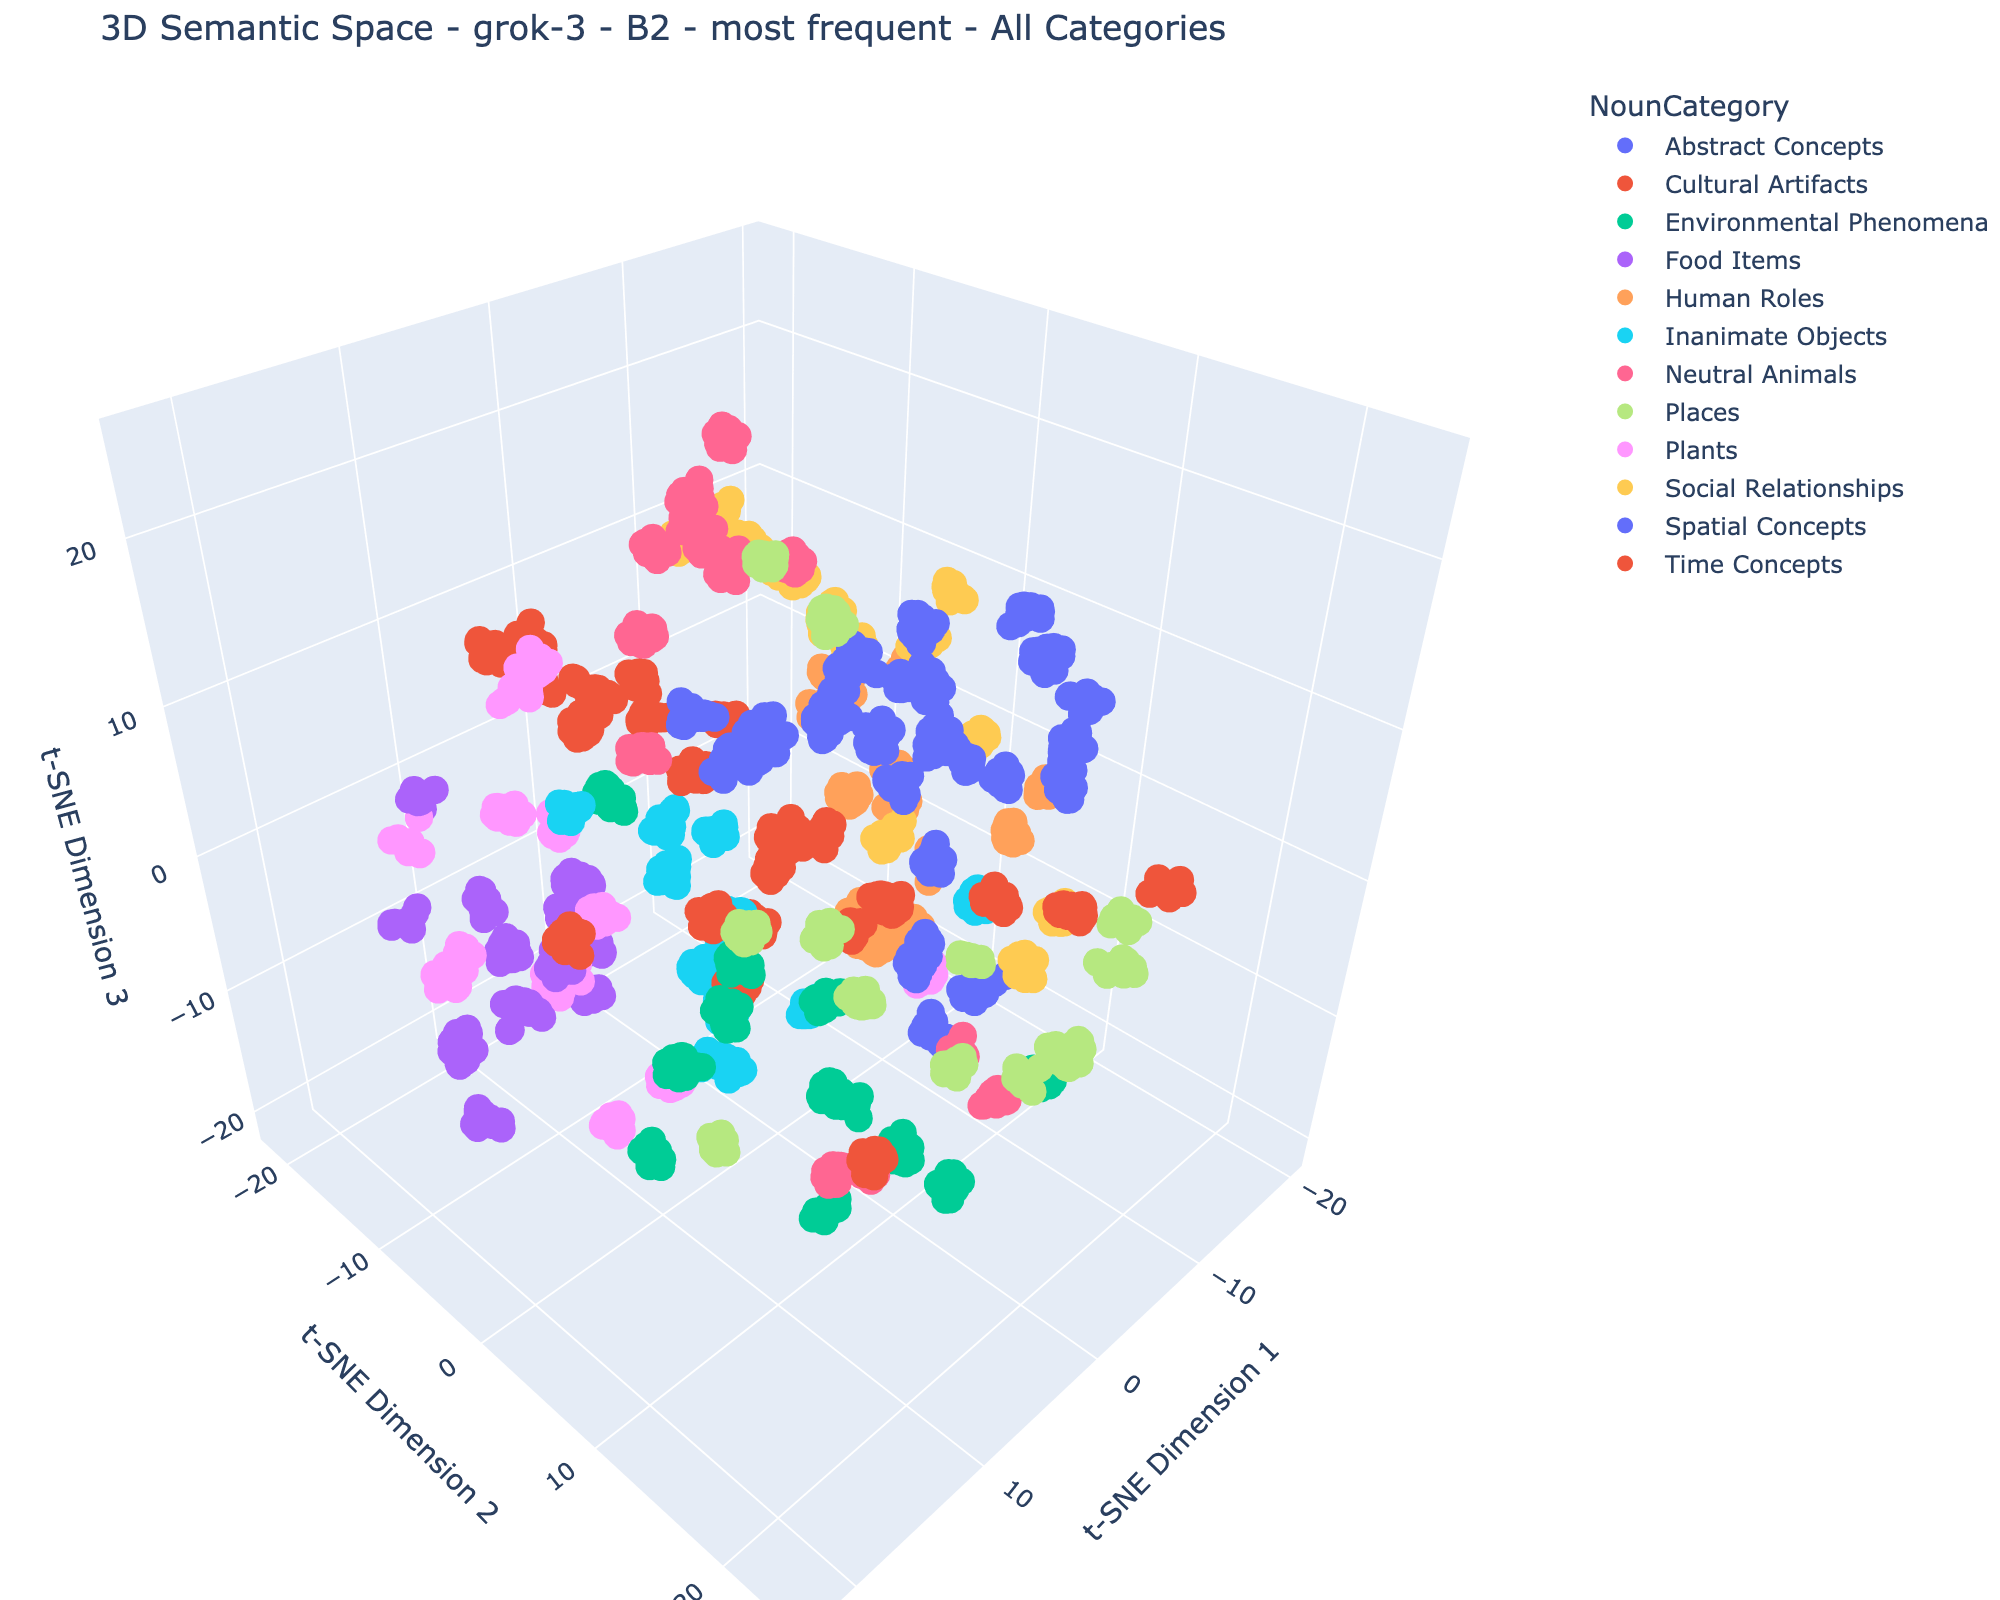 3D Semantic Space - grok-3 - B2 - most frequent - All Categories
NounCategory
Abstract Concepts
Cultural Artifacts
Environmental Phenomena
Food Items
Human Roles
Inanimate Objects
Neutral Animals
Places
Plants
Social Relationships
Spatial Concepts
Time Concepts
20
10
0
−10
−20
t-SNE Dimension 3
−20
−10
0
10
t-SNE Dimension 2
−20
−10
0
10
t-SNE Dimension 1